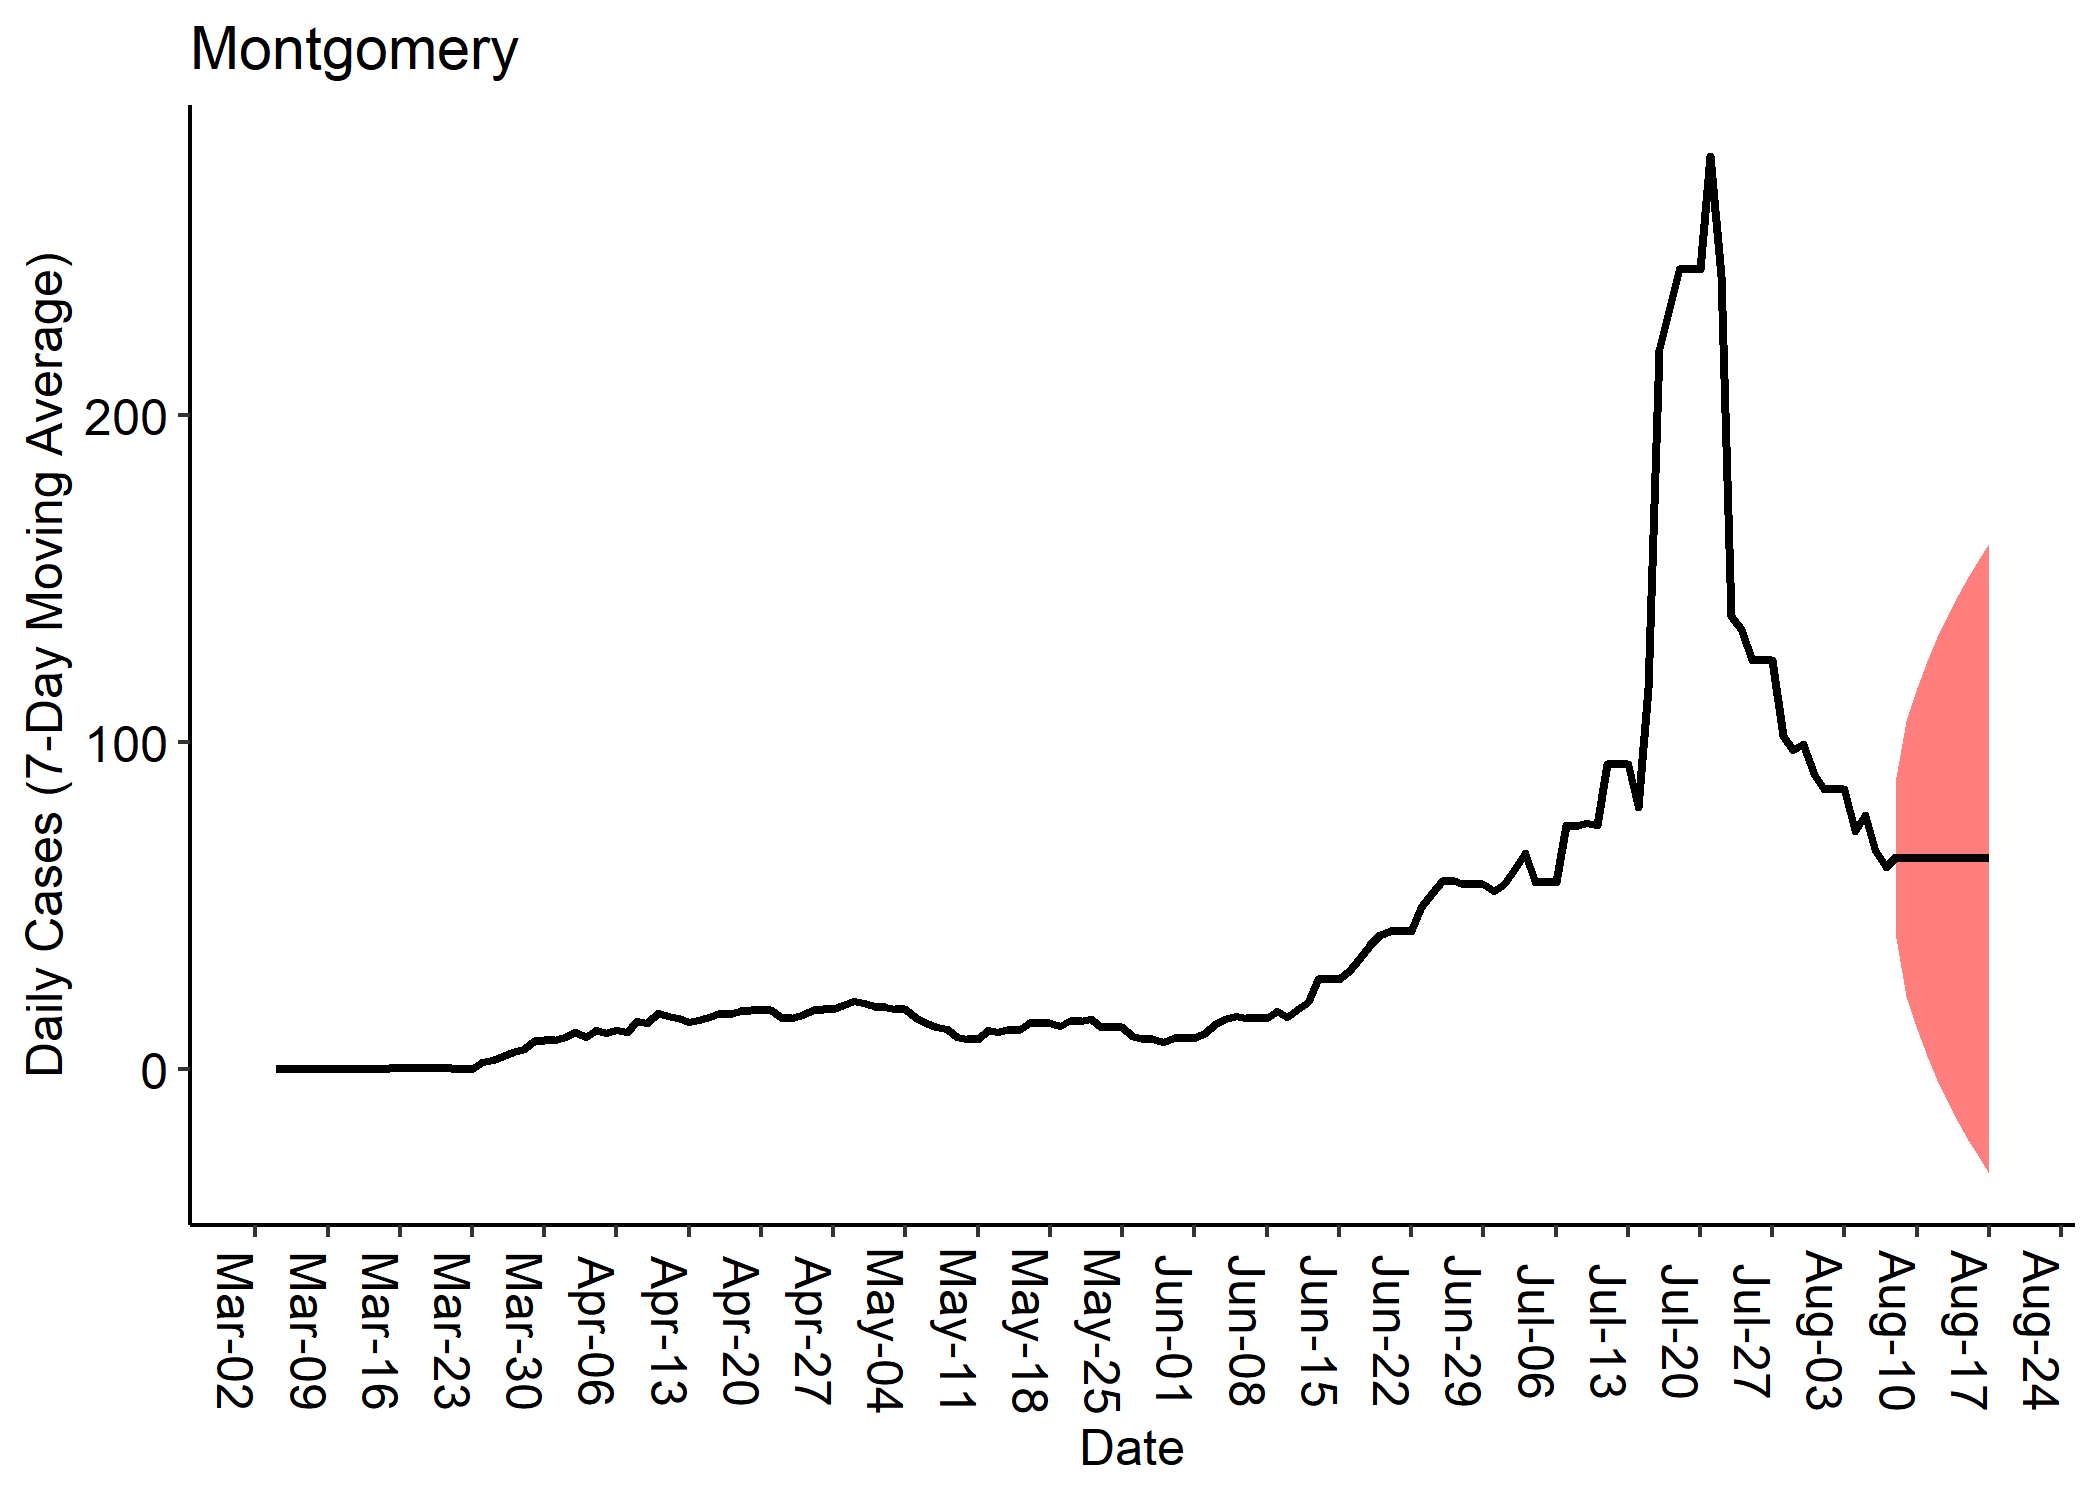 Montgomery
Daily Cases (7-Day Moving Average)
200
100
0
Mar-02
Mar-09
Mar-16
Mar-23
Mar-30
Apr-06
Apr-13
Apr-20
Apr-27
May-04
May-11
May-18
May-25
Jun-01
Jun-08
Jun-15
Jun-22
Jun-29
Jul-06
Jul-13
Jul-20
Jul-27
Aug-03
Aug-10
Aug-17
Aug-24
Date